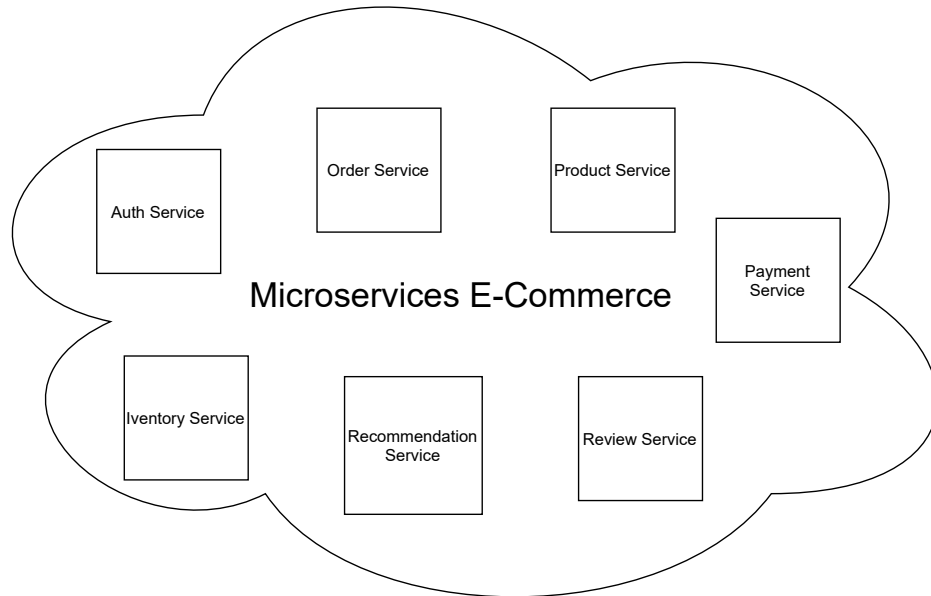 Order Service
Product Service
Auth Service
Payment
Service
Microservices E-Commerce
Iventory Service
Recommendation
Service
Review Service